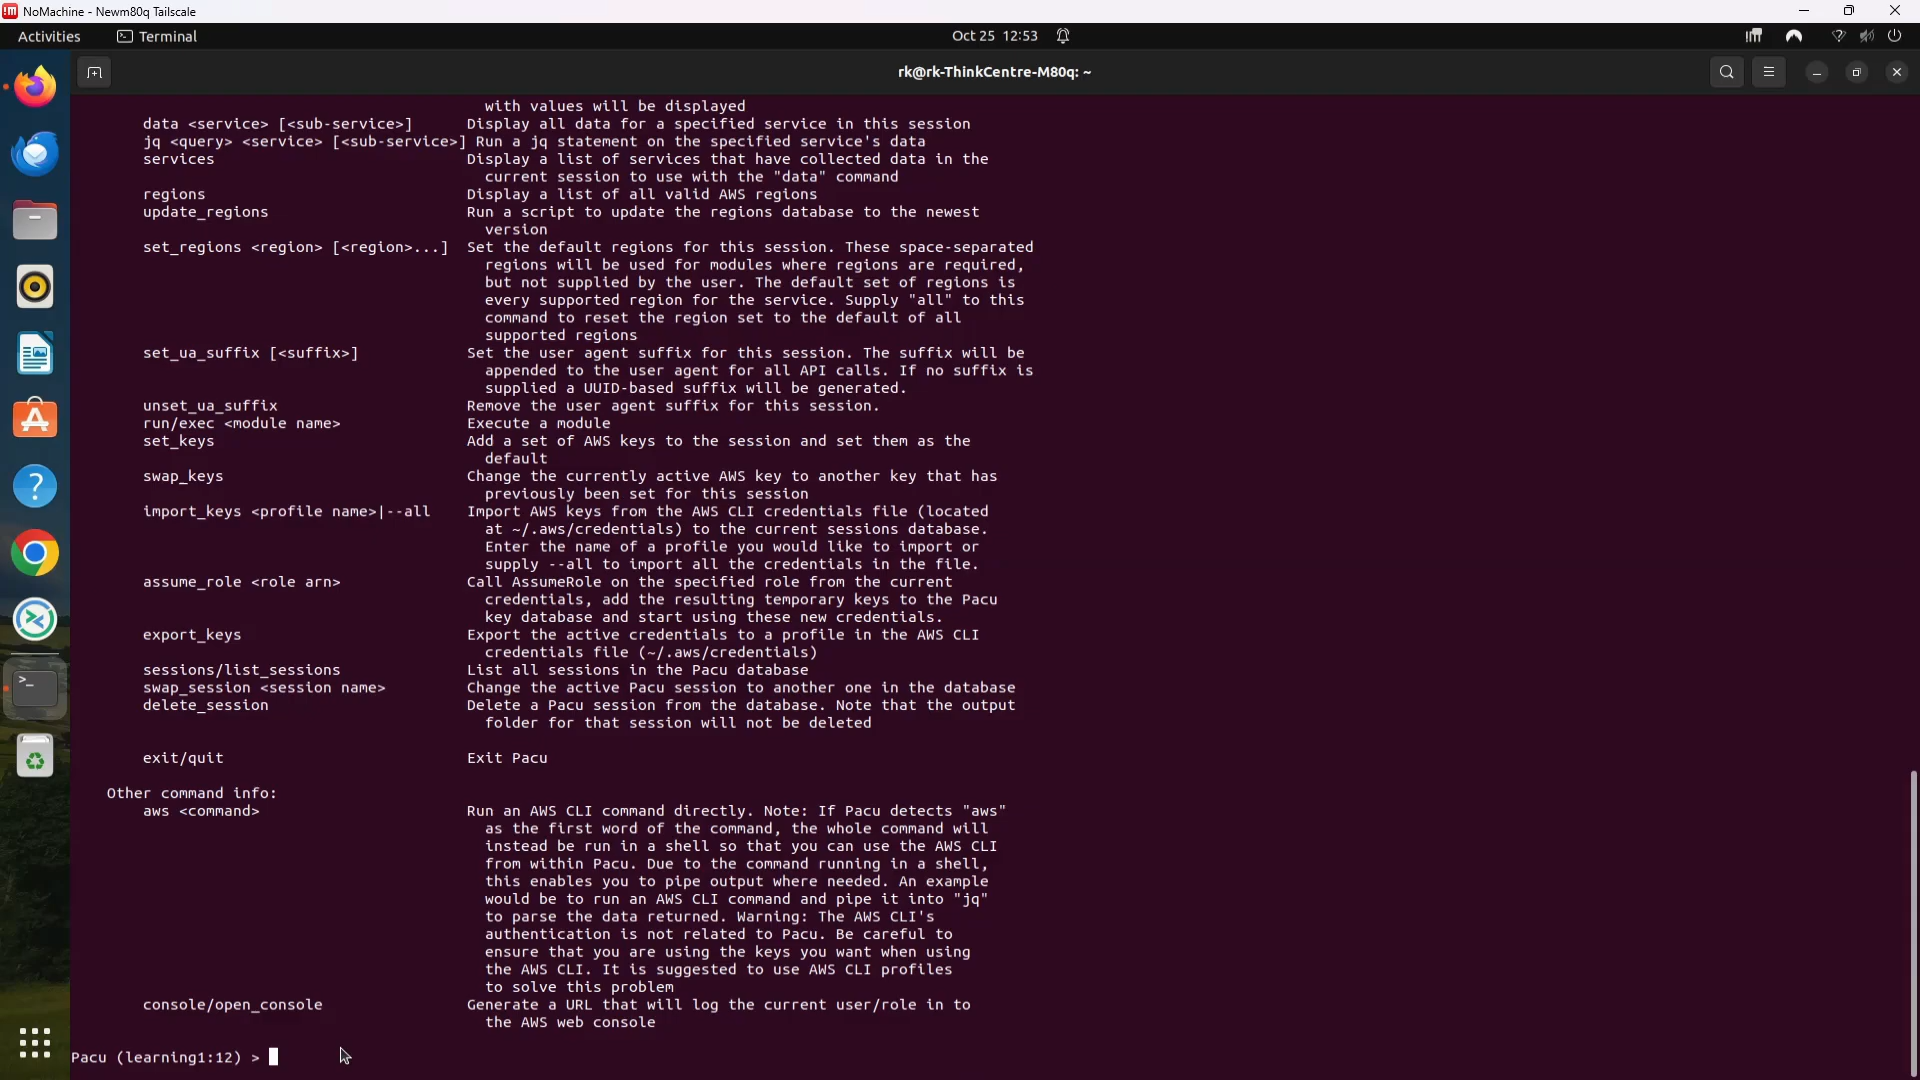 NoMachine - Newm80q Tailscale
Activities
Terminal
Oct 25 12:53
rk@rk-ThinkCentre-M80q: ~
with values will be displayed
data <service> [<sub-service>] Display all data for a specified service in this session
jq <query> <service> [<sub-service>] Run a jq statement on the specified service's data
services Display a list of services that have collected data in the
current session to use with the "data" command
regions Display a list of all valid AWS regions
update_regions Run a script to update the regions database to the newest
version
set_regions <region> [<region>...] Set the default regions for this session. These space-separated
regions will be used for modules where regions are required,
but not supplied by the user. The default set of regions is
every supported region for the service. Supply "all" to this
command to reset the region set to the default of all
supported regions
set_ua_suffix [<suffix>] Set the user agent suffix for this session. The suffix will be
appended to the user agent for all API calls. If no suffix is
supplied a UUID-based suffix will be generated.
unset_ua_suffix Remove the user agent suffix for this session.
run/exec <module name> Execute a module
set_keys Add a set of AWS keys to the session and set them as the
default
swap_keys Change the currently active AWS key to another key that has
previously been set for this session
import_keys <profile name>|--all Import AWS keys from the AWS CLI credentials file (located
at ~/.aws/credentials) to the current sessions database.
Enter the name of a profile you would like to import or
supply --all to import all the credentials in the file.
assume_role <role arn> Call AssumeRole on the specified role from the current
credentials, add the resulting temporary keys to the Pacu
key database and start using these new credentials.
export_keys Export the active credentials to a profile in the AWS CLI
credentials file (~/.aws/credentials)
sessions/list_sessions List all sessions in the Pacu database
swap_session <session name> Change the active Pacu session to another one in the database
delete_session Delete a Pacu session from the database. Note that the output
folder for that session will not be deleted
exit/quit Exit Pacu
Other command info:
aws <command> Run an AWS CLI command directly. Note: If Pacu detects "aws"
as the first word of the command, the whole command will
instead be run in a shell so that you can use the AWS CLI
from within Pacu. Due to the command running in a shell,
this enables you to pipe output where needed. An example
would be to run an AWS CLI command and pipe it into "jq"
to parse the data returned. Warning: The AWS CLI's
authentication is not related to Pacu. Be careful to
ensure that you are using the keys you want when using
the AWS CLI. It is suggested to use AWS CLI profiles
to solve this problem
console/open_console Generate a URL that will log the current user/role in to
the AWS web console
Pacu (learning1:12) >